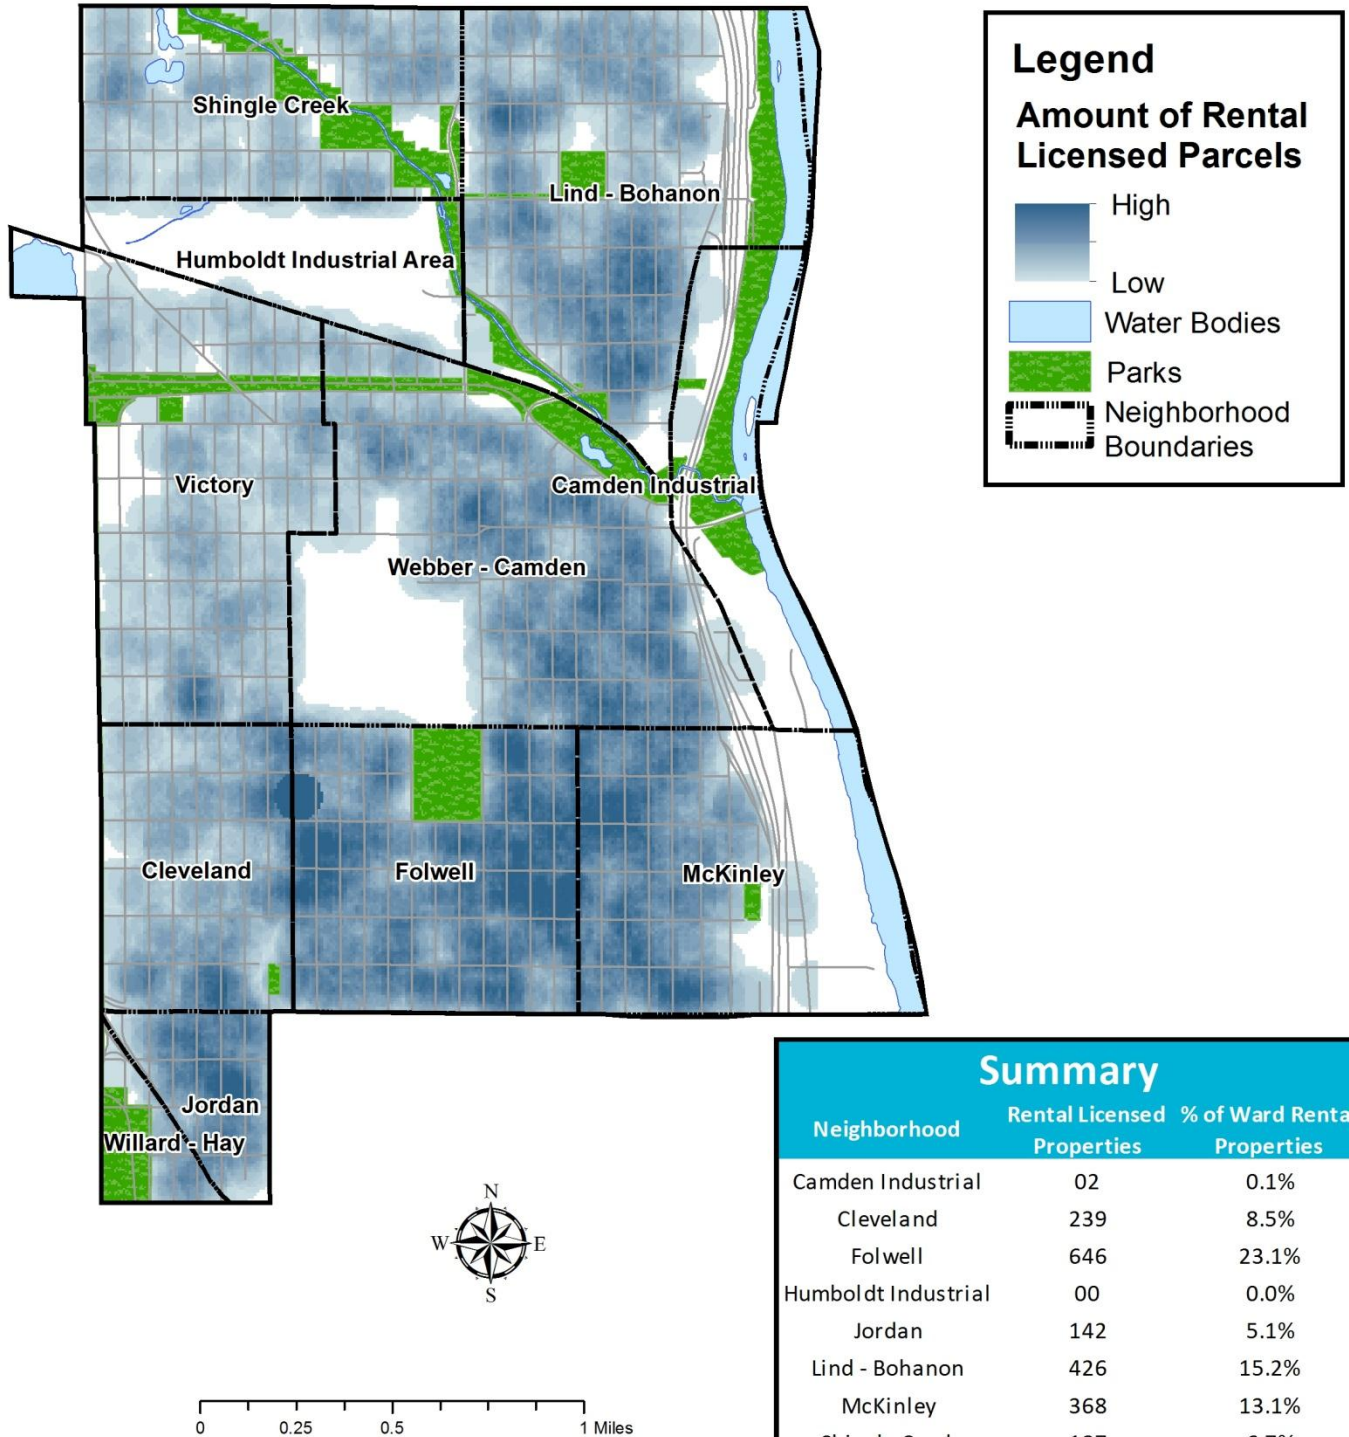 Legend
Amount of Rental
Licensed Parcels
High
Low
Water Bodies
Parks
Neighborhood
Boundaries
Shingle Creek
Lind - Bohanon
Humboldt Industrial Area
Victory
Camden Industrial
Webber - Camden
Cleveland
Folwell
McKinley
Jordan
Willard - Hay
N
W E
S
0 0.25 0.5 1 Miles
Summary
Neighborhood Rental Licensed Properties % of Ward Renta Properties
Camden Industrial 02 0.1%
Cleveland 239 8.5%
Folwell 646 23.1%
Humboldt Industrial 00 0.0%
Jordan 142 5.1%
Lind - Bohanon 426 15.2%
McKinley 368 13.1%